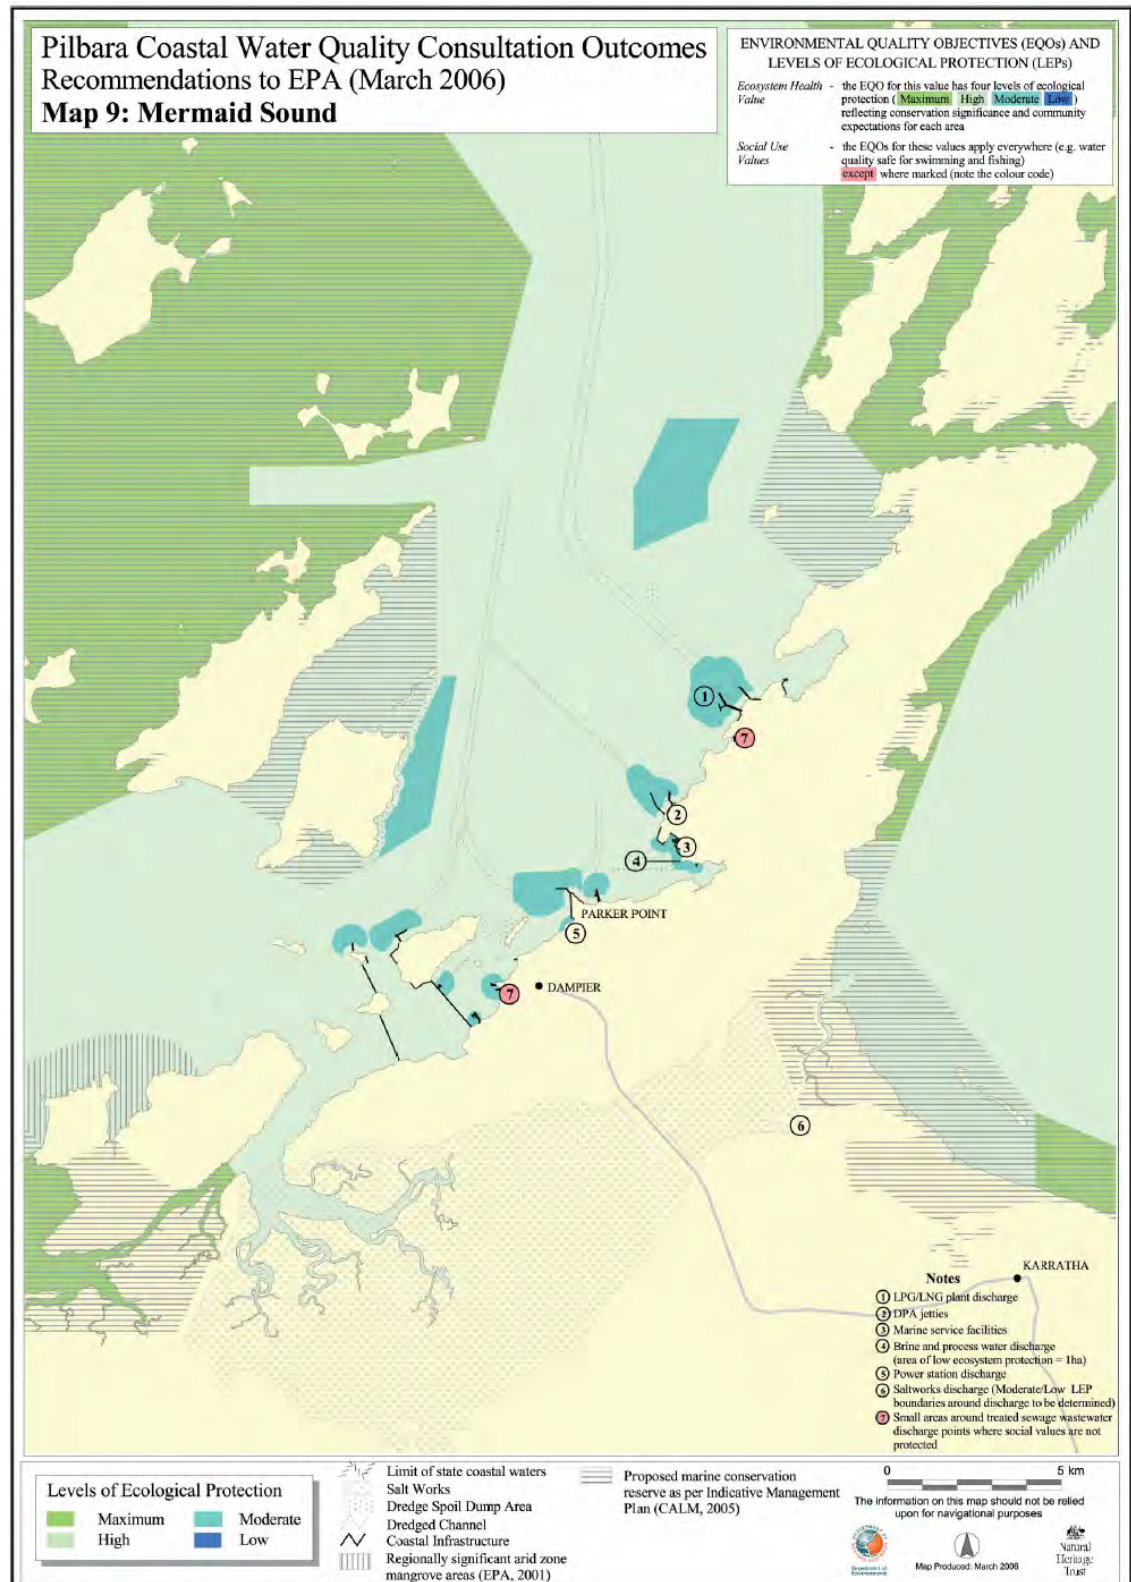 Pilbara Coastal Water Quality Consultation Outcomes
Recommendations to EPA (March 2006)
Map 9: Mermaid Sound
ENVIRONMENTAL QUALITY OBJECTIVES (EQOs) AND
LEVELS OF ECOLOGICAL PROTECTION (LEPs)
Ecosystem Health - the EQO for this value has four levels of ecological
Value protection ( Maximum High Moderate Low )
reflecting conservation significance and community
expectations for each area
Social Use - the EQOs for these values apply everywhere (e.g. water
Values quality safe for swimming and fishing)
except where marked (note the colour code)
1
7
2
3
4
PARKER POINT
5
DAMPIER
7
6
KARRATHA
Notes
1 LPG/LNG plant discharge
2 DPA jetties
3 Marine service facilities
4 Brine and process water discharge
(area of low ecosystem protection = 1ha)
5 Power station discharge
6 Saltworks discharge (Moderate/Low LEP
boundaries around discharge to be determined)
7 Small areas around treated sewage wastewater
discharge points where social values are not
protected
Levels of Ecological Protection
Maximum
Moderate
High
Low
Limit of state coastal waters
Salt Works
Dredge Spoil Dump Area
Dredged Channel
Coastal Infrastructure
Regionally significant arid zone
mangrove areas (EPA, 2001)
Proposed marine conservation
reserve as per Indicative Management
Plan (CALM, 2005)
0 5 km
The information on this map should not be relied
upon for navigational purposes
Department of
Environment
Map Produced: March 2006
Natural
Heritage
Trust